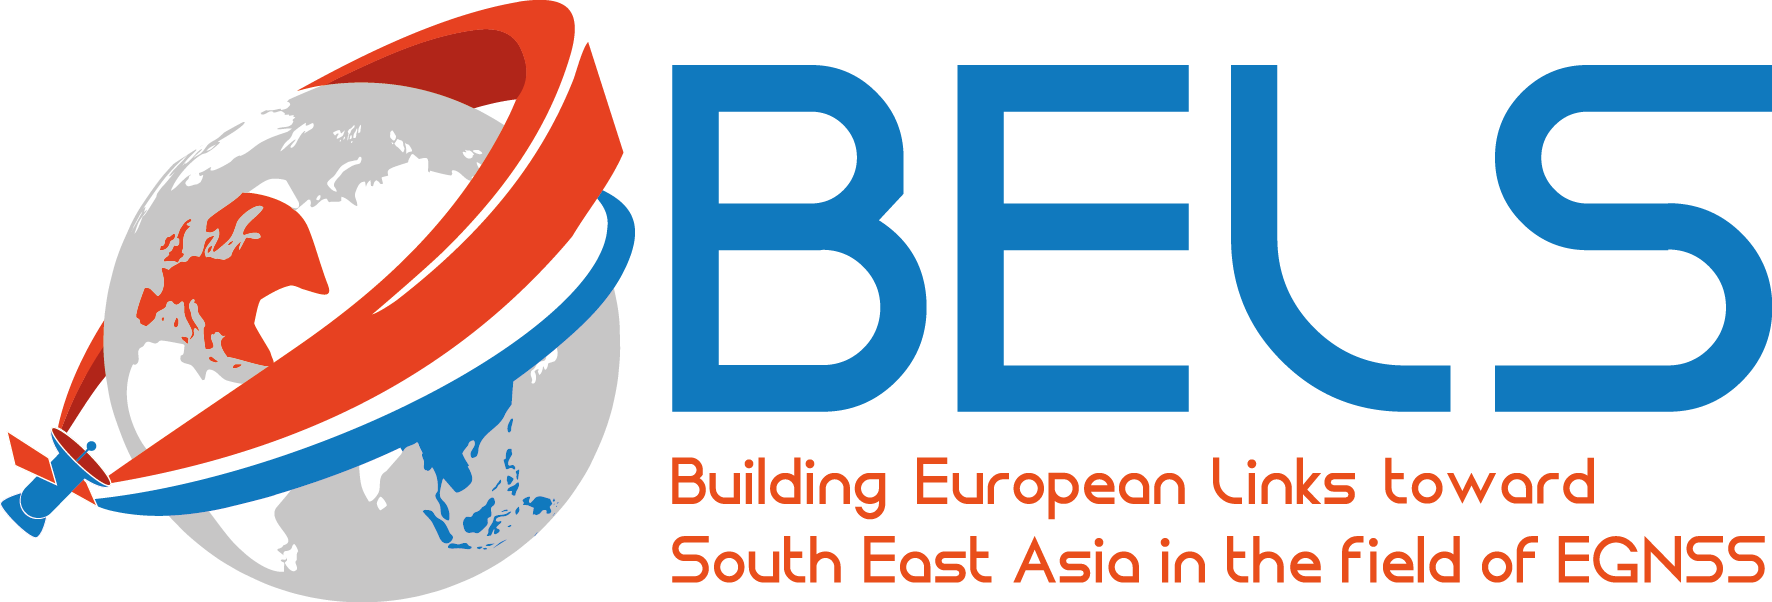 BELS
Building European Links toward
South East Asia in the field of EGNSS